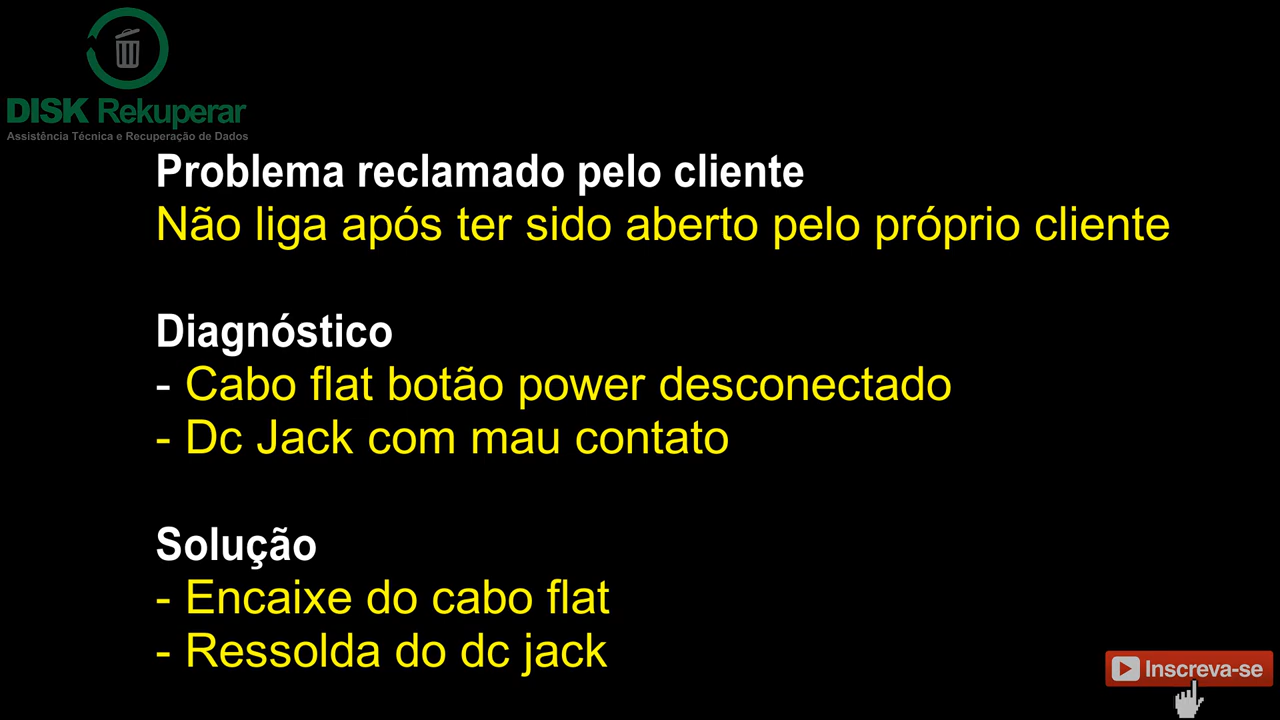 DISK Rekuperar
Assistência Técnica e Recuperação de Dados
Problema reclamado pelo cliente
Não liga após ter sido aberto pelo próprio cliente
Diagnóstico
- Cabo flat botão power desconectado
- Dc Jack com mau contato
Solução
- Encaixe do cabo flat
- Ressolda do dc jack
Inscreva-se